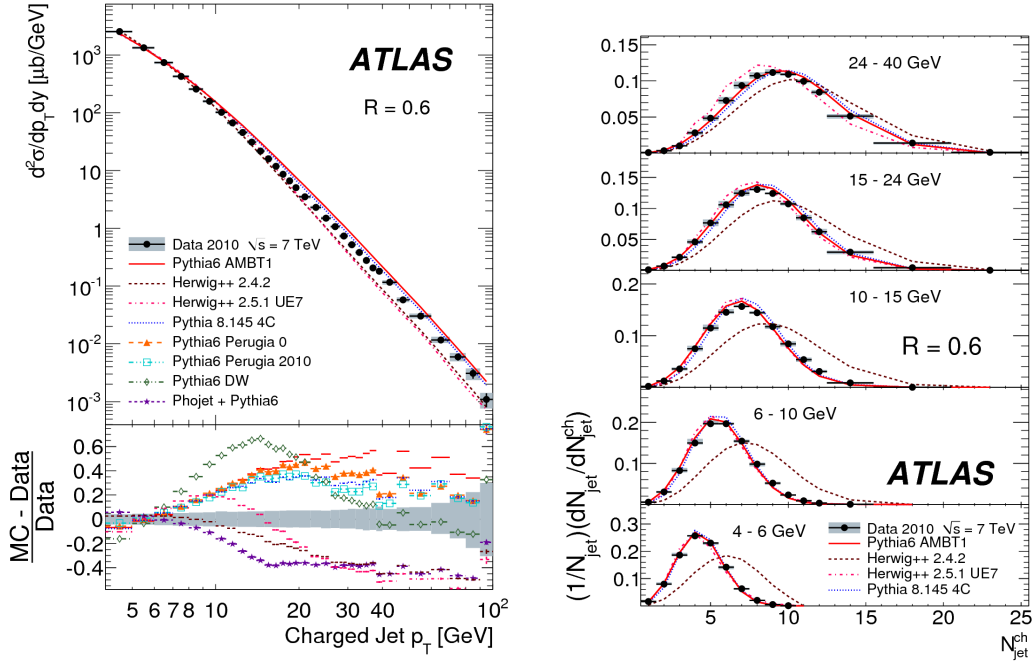 d²σ/dp_T dy [μb/GeV]
10³
10²
10
1
10⁻¹
10⁻²
10⁻³
ATLAS
R = 0.6
Data 2010 √s = 7 TeV
Pythia6 AMBT1
Herwig++ 2.4.2
Herwig++ 2.5.1 UE7
Pythia 8.145 4C
Pythia6 Perugia 0
Pythia6 Perugia 2010
Pythia6 DW
Phojet + Pythia6
MC - Data
Data
0.6
0.4
0.2
0
-0.2
-0.4
5 6 7 8 10 20 30 40 10²
Charged Jet p_T [GeV]
(1/N_jet)(dN_jet/dN_jet^ch)
0.15
0.10
0.05
24 - 40 GeV
0.15
0.10
0.05
15 - 24 GeV
0.2
0.1
10 - 15 GeV
R = 0.6
0.2
0.1
6 - 10 GeV
ATLAS
0.3
0.2
0.1
4 - 6 GeV
Data 2010 √s = 7 TeV
Pythia6 AMBT1
Herwig++ 2.4.2
Herwig++ 2.5.1 UE7
Pythia 8.145 4C
5 10 15 20 25
N_jet^ch